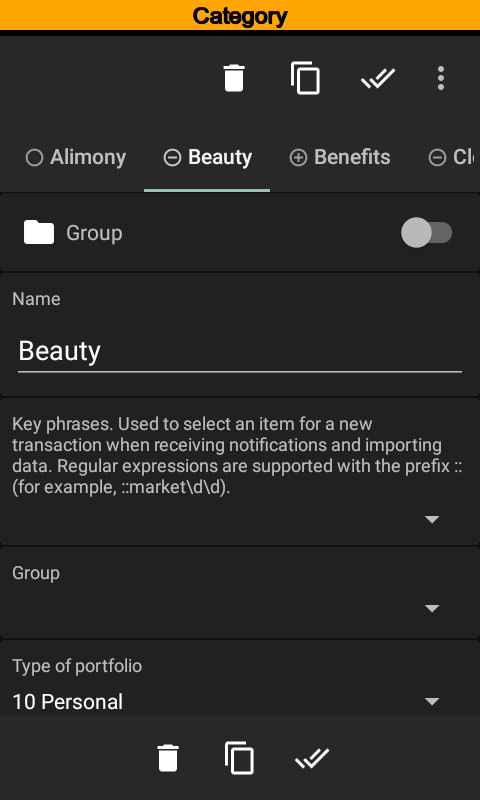 Category
Alimony Beauty Benefits Cl
Group
Name
Beauty
Key phrases. Used to select an item for a new
transaction when receiving notifications and importing
data. Regular expressions are supported with the prefix ::
(for example, ::market\d\d).
Group
Type of portfolio
10 Personal